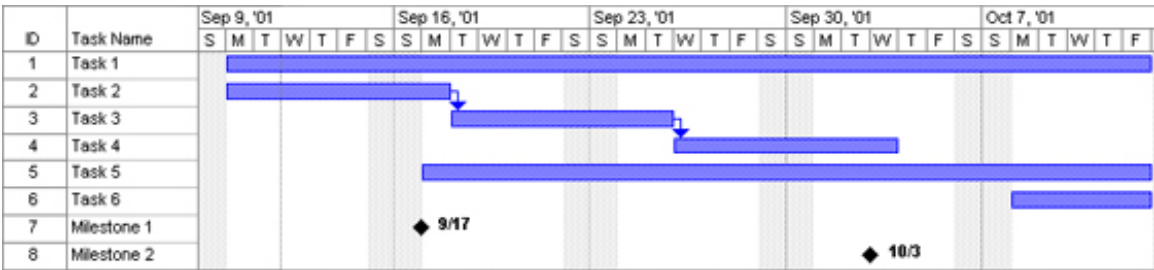 Sep 9, '01 Sep 16, '01 Sep 23, '01 Sep 30, '01 Oct 7, '01
ID Task Name S M T W T F S S M T W T F S S M T W T F S S M T W T F S S M T W T F
1 Task 1
2 Task 2
3 Task 3
4 Task 4
5 Task 5
6 Task 6
7 Milestone 1 9/17
8 Milestone 2 10/3